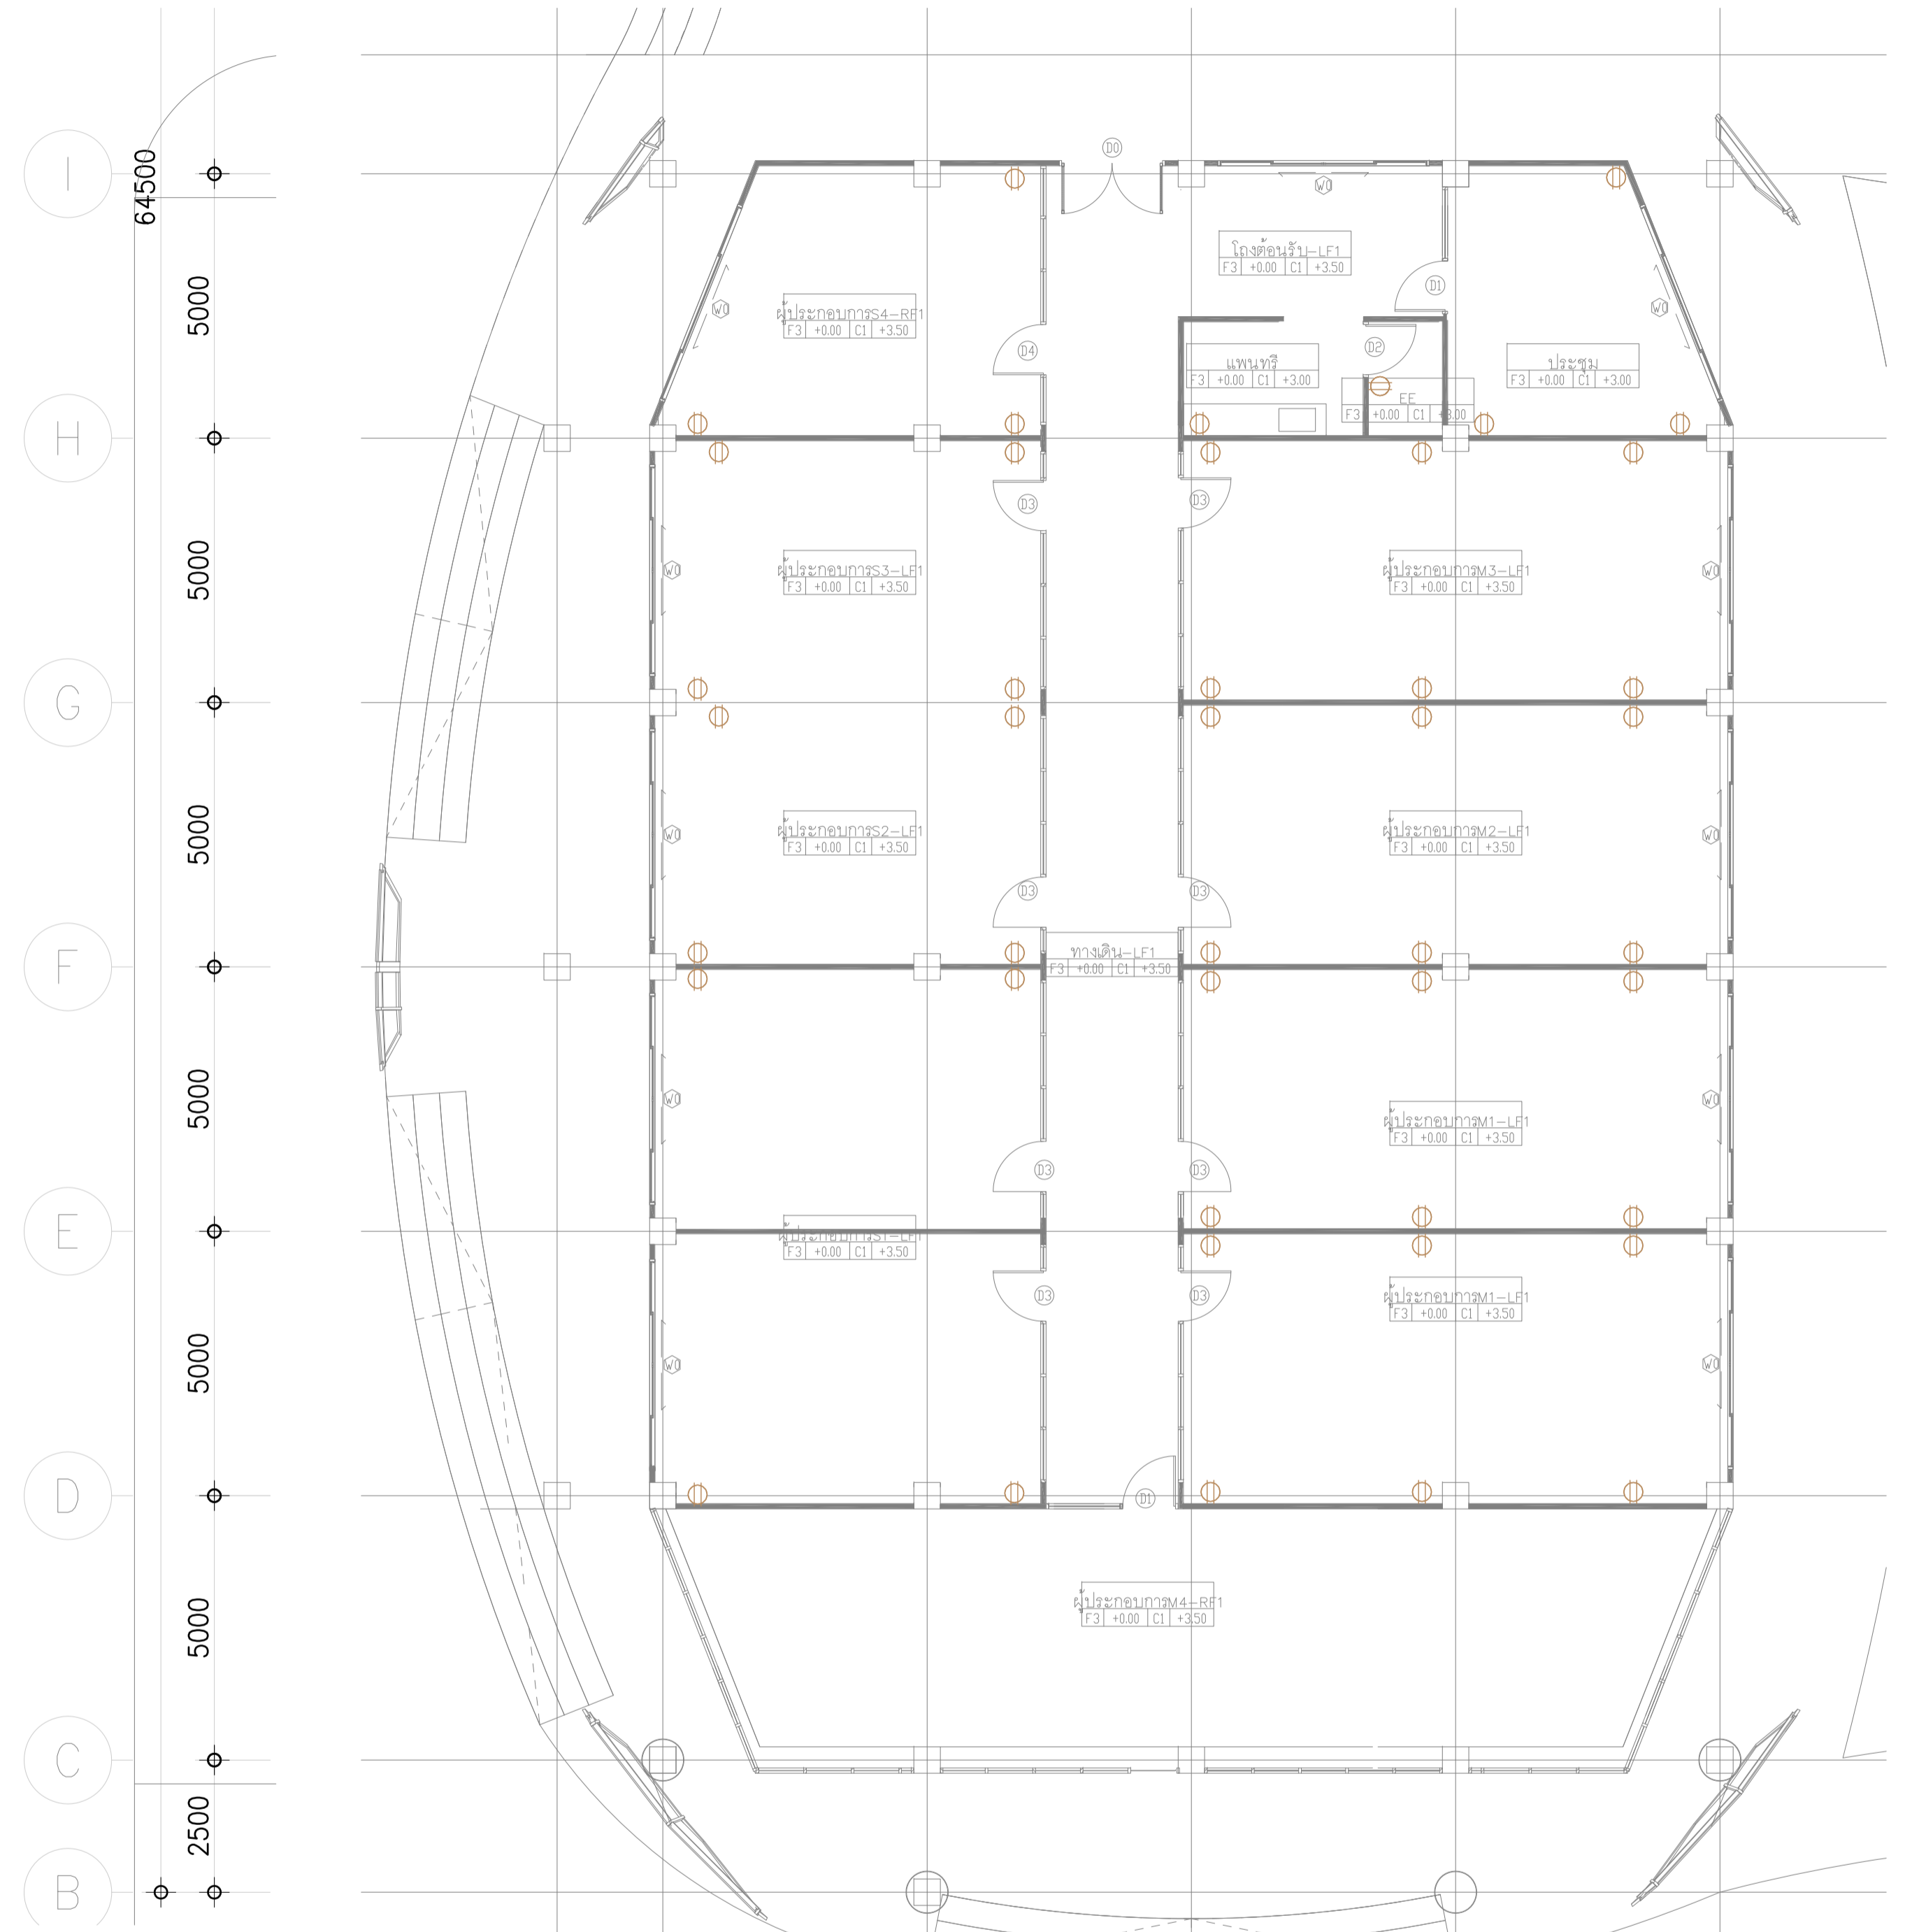 I
64500
D0
W0
โถงต้อนรับ-LF1
F3 +0.00 C1 +3.50
D1
5000
W0
ผู้ประกอบการS4-RF1
F3 +0.00 C1 +3.50
W0
D4
D2
แพนทรี
F3 +0.00 C1 +3.00
ประชุม
F3 +0.00 C1 +3.00
EE
F3 +0.00 C1 +3.00
H
D3
D3
5000
ผู้ประกอบการS3-LF1
F3 +0.00 C1 +3.50
W0
ผู้ประกอบการM3-LF1
F3 +0.00 C1 +3.50
W0
G
5000
ผู้ประกอบการS2-LF1
F3 +0.00 C1 +3.50
W0
ผู้ประกอบการM2-LF1
F3 +0.00 C1 +3.50
W0
D3
D3
F
ทางเดิน-LF1
F3 +0.00 C1 +3.50
5000
W0
W0
ผู้ประกอบการM1-LF1
F3 +0.00 C1 +3.50
D3
D3
E
ผู้ประกอบการS1-LF1
F3 +0.00 C1 +3.50
D3
D3
ผู้ประกอบการM1-LF1
F3 +0.00 C1 +3.50
5000
W0
W0
D
D1
5000
ผู้ประกอบการM4-RF1
F3 +0.00 C1 +3.50
C
2500
B